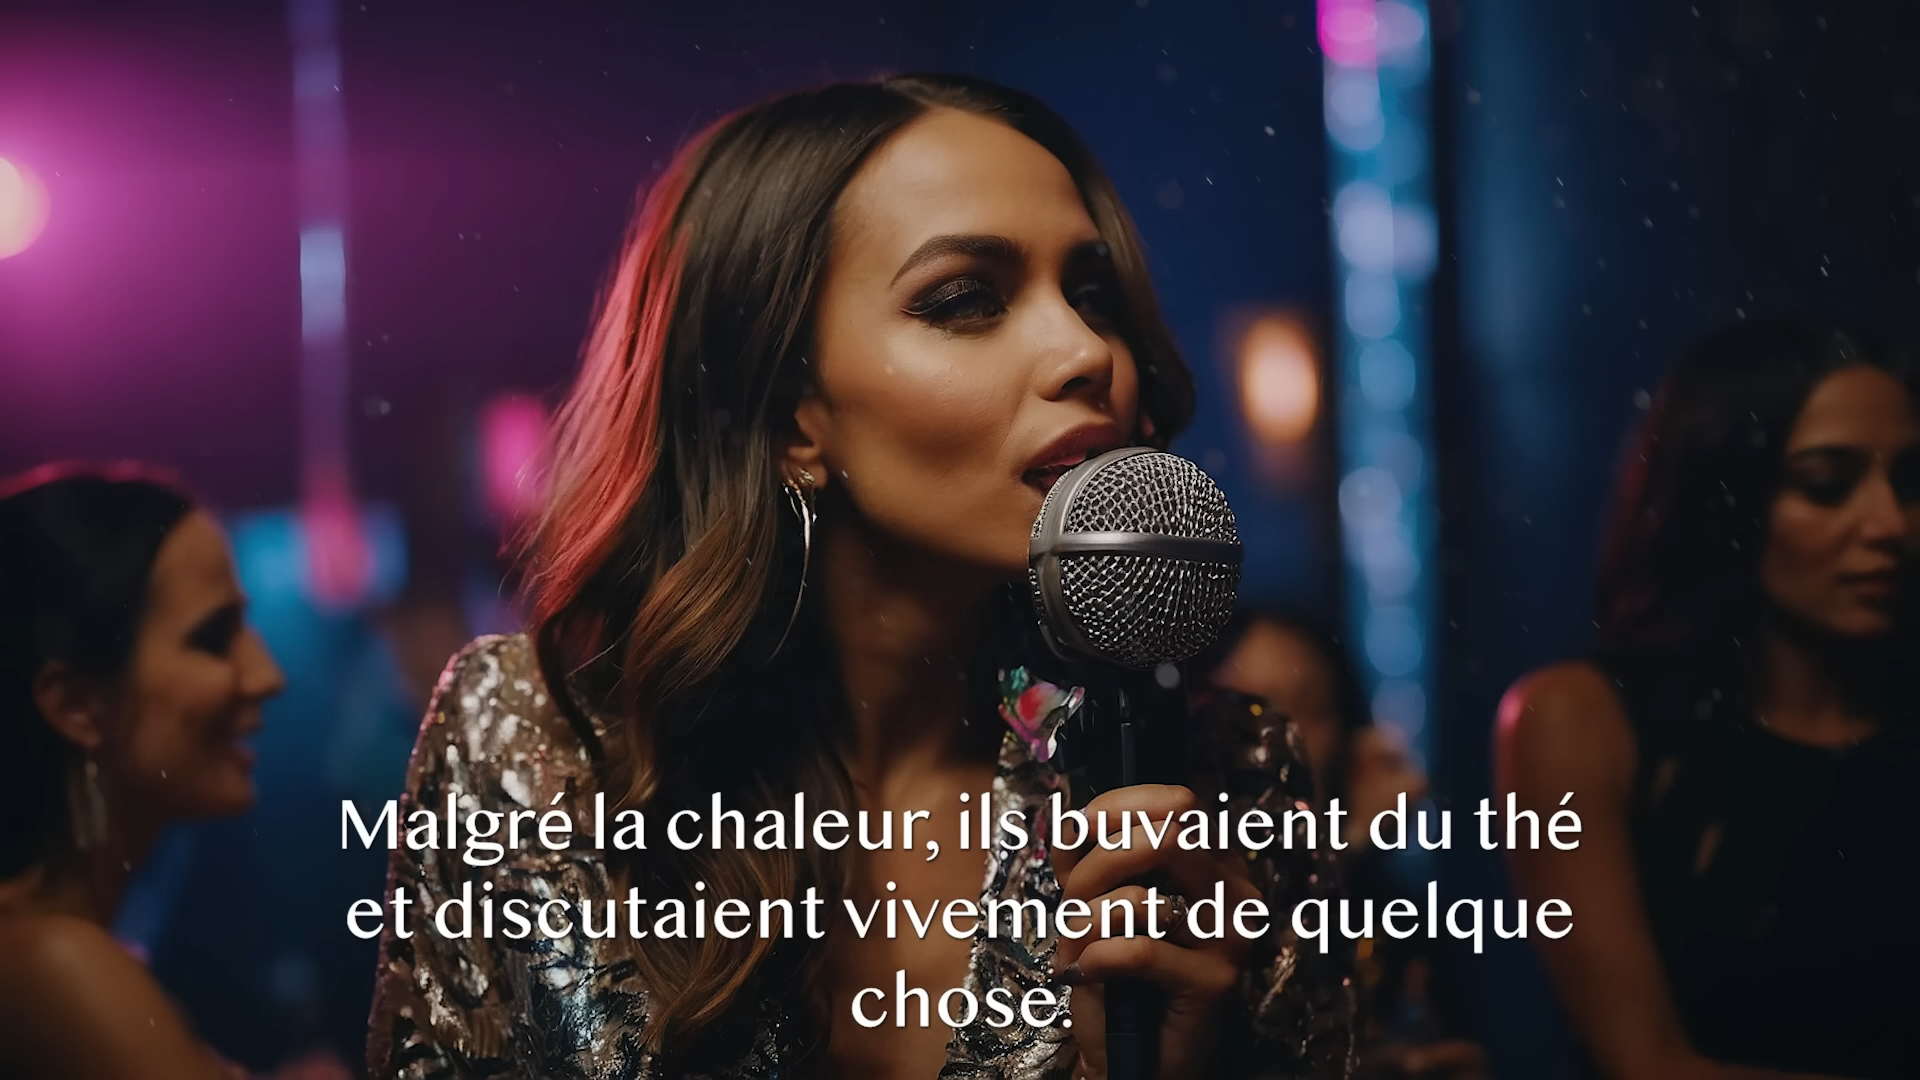 Malgré la chaleur, ils buvaient du thé
et discutaient vivement de quelque
chose.